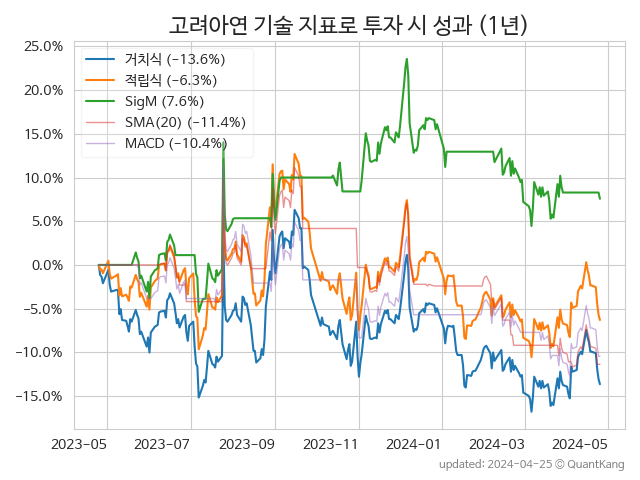 고려아연 기술 지표로 투자 시 성과 (1년)
25.0%
20.0%
15.0%
10.0%
5.0%
0.0%
−5.0%
−10.0%
−15.0%
거치식 (−13.6%)
적립식 (−6.3%)
SigM (7.6%)
SMA(20) (−11.4%)
MACD (−10.4%)
2023-05 2023-07 2023-09 2023-11 2024-01 2024-03 2024-05
updated: 2024-04-25 © QuantKang